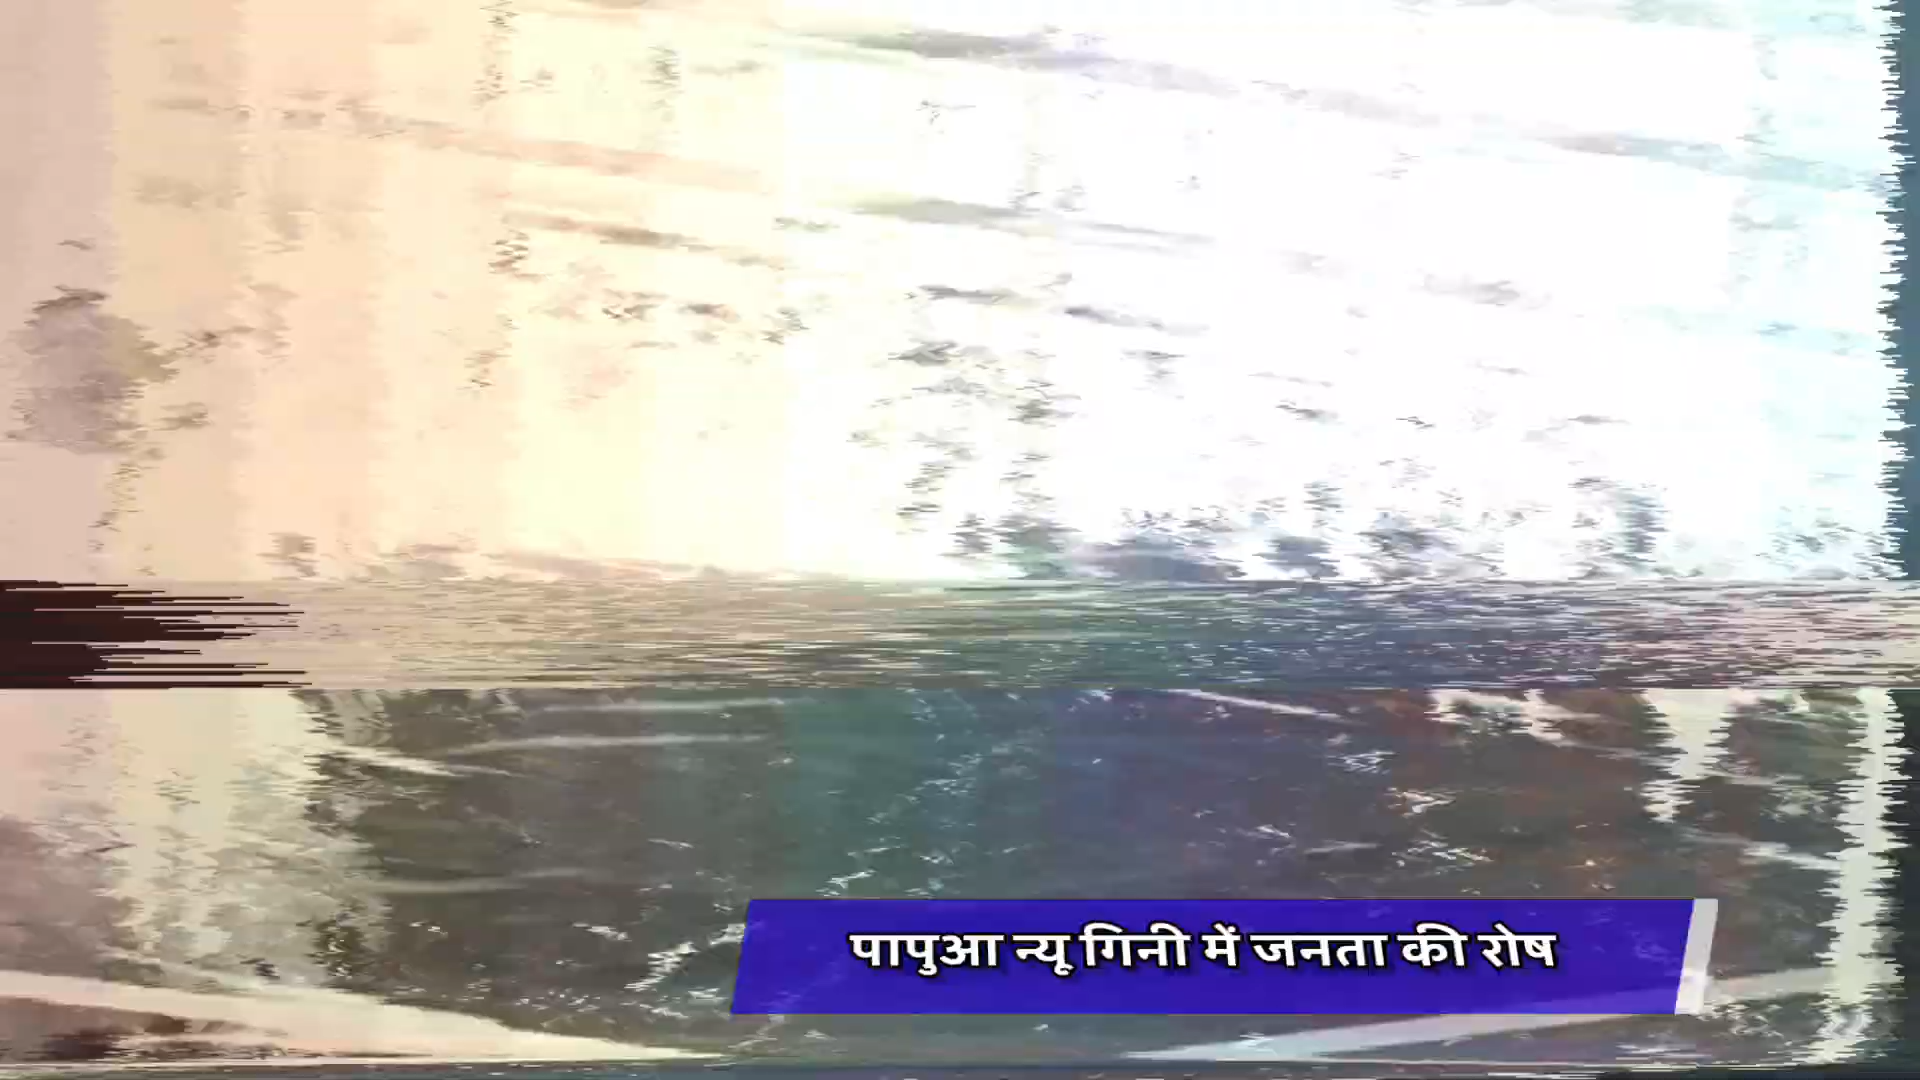 पापुआ न्यू गिनी में जनता की रोष